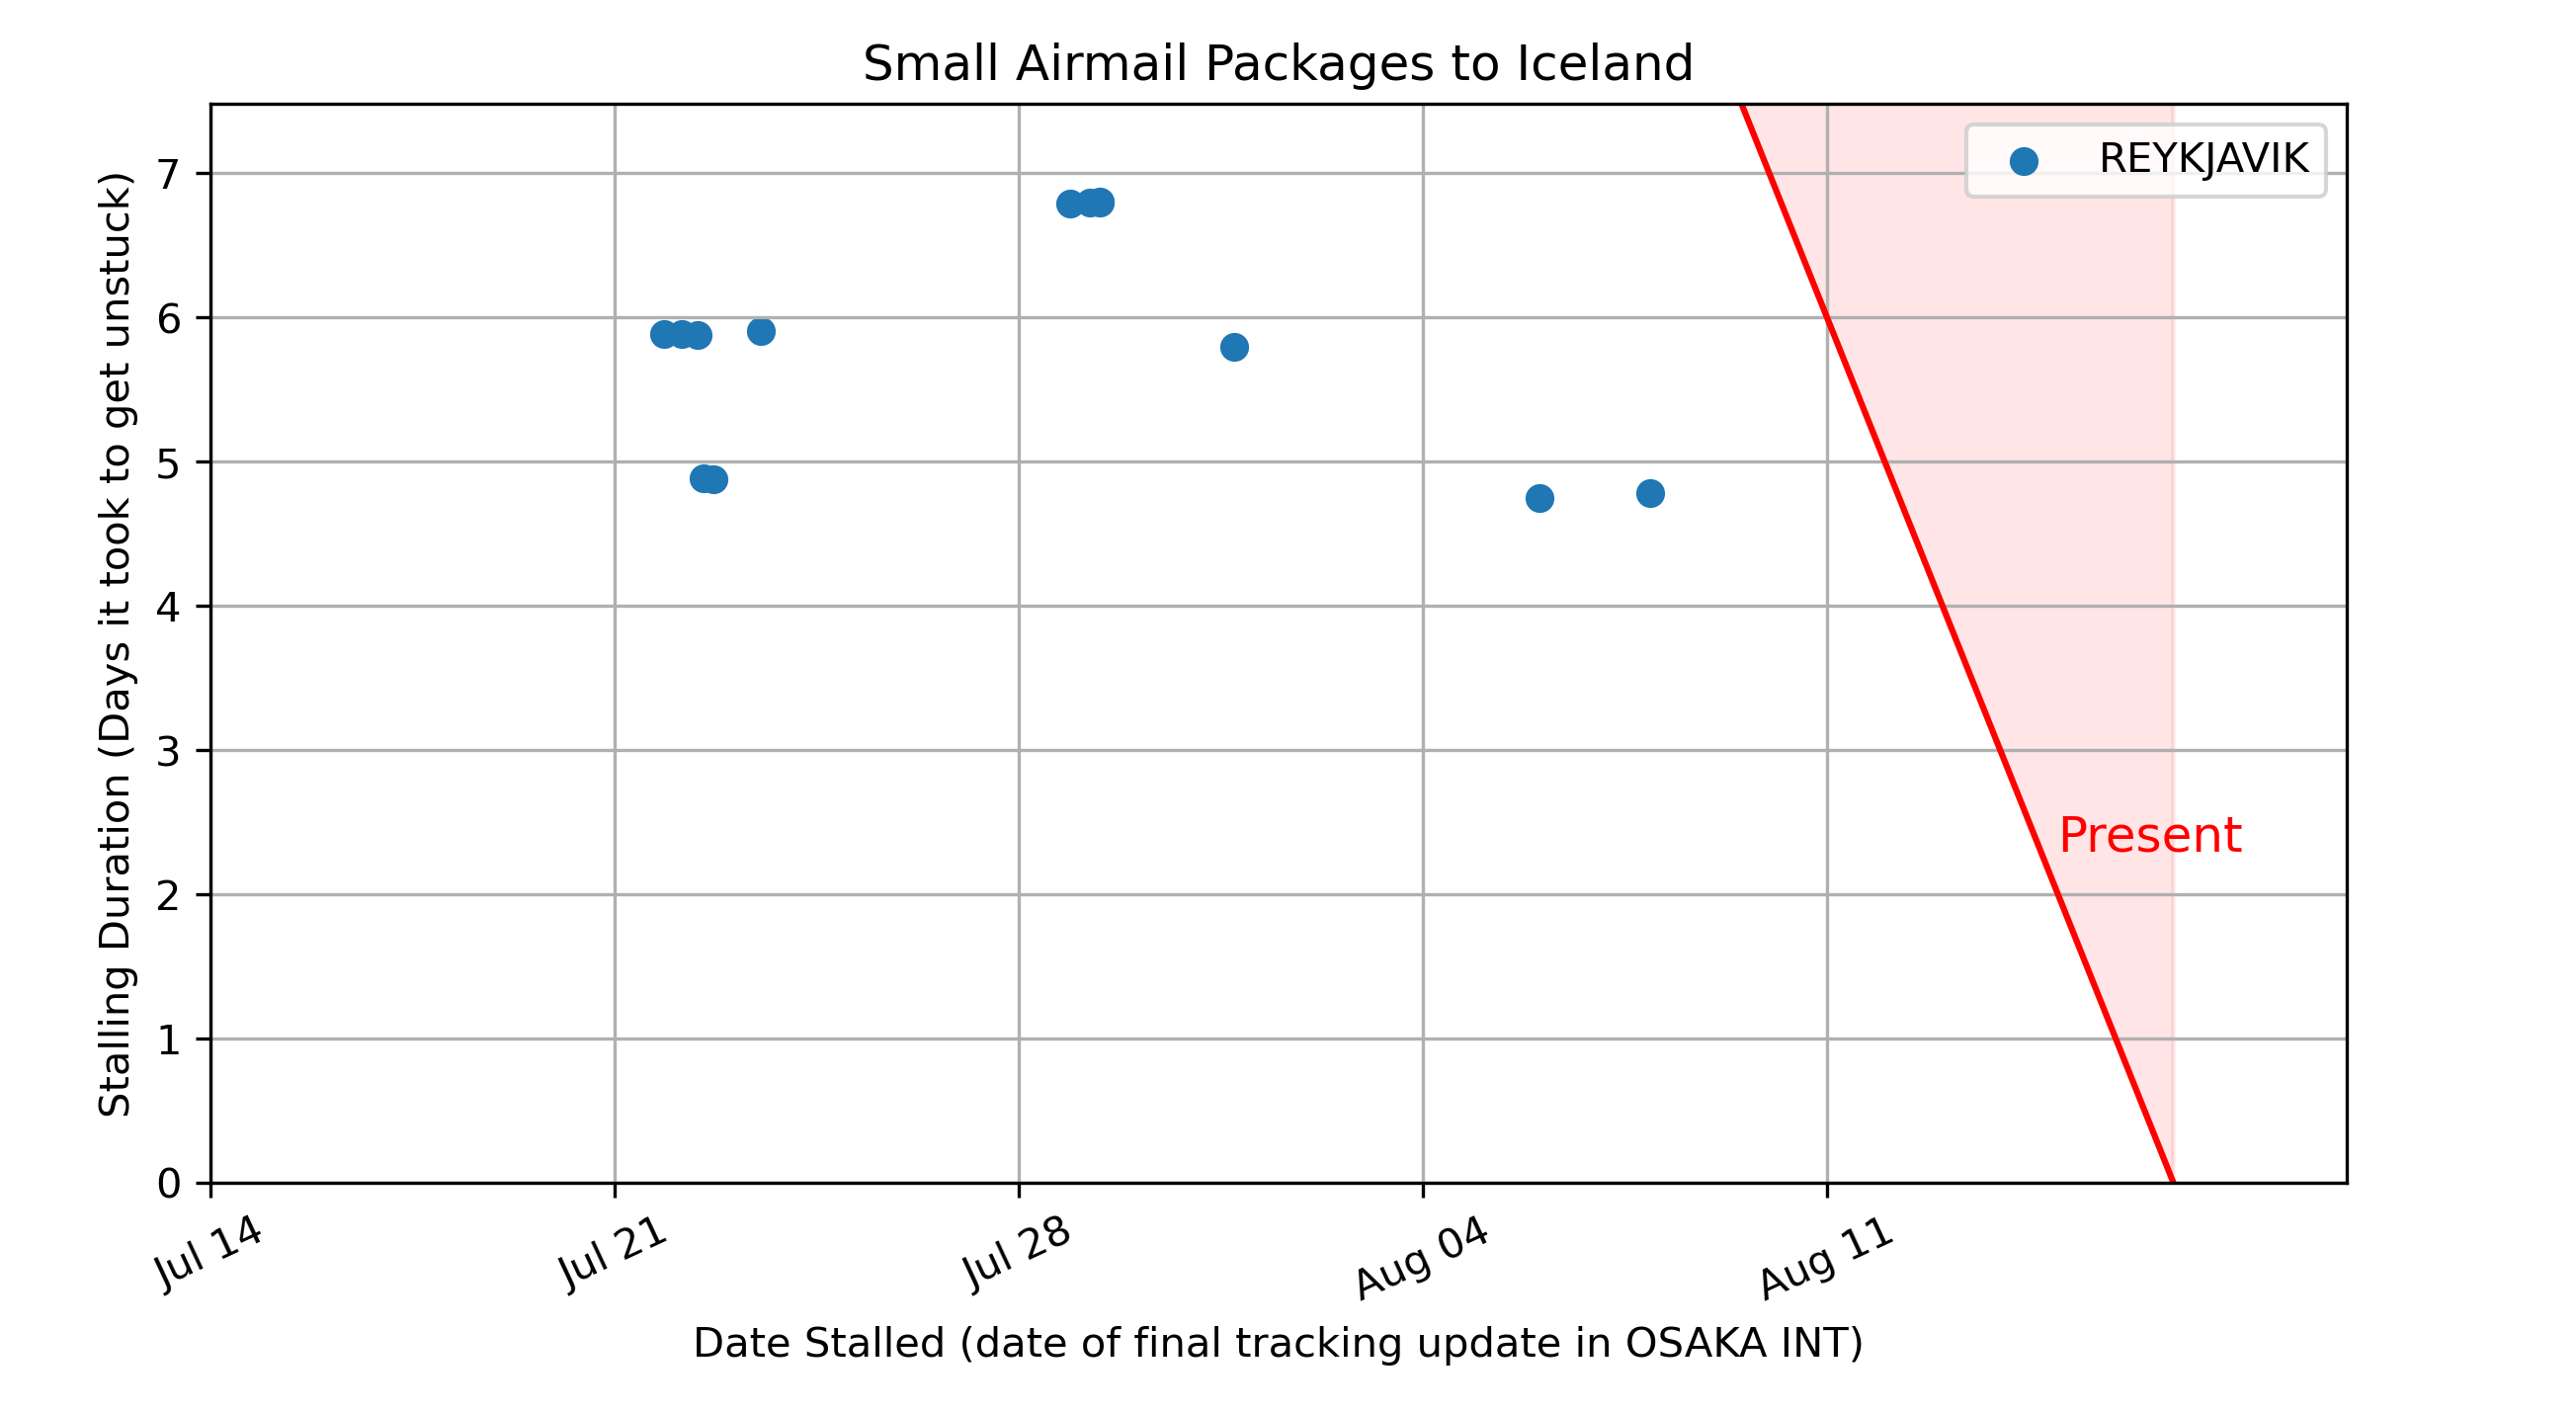 Small Airmail Packages to Iceland
REYKJAVIK
Stalling Duration (Days it took to get unstuck)
7
6
5
4
3
2
1
0
Present
Jul 14
Jul 21
Jul 28
Aug 04
Aug 11
Date Stalled (date of final tracking update in OSAKA INT)